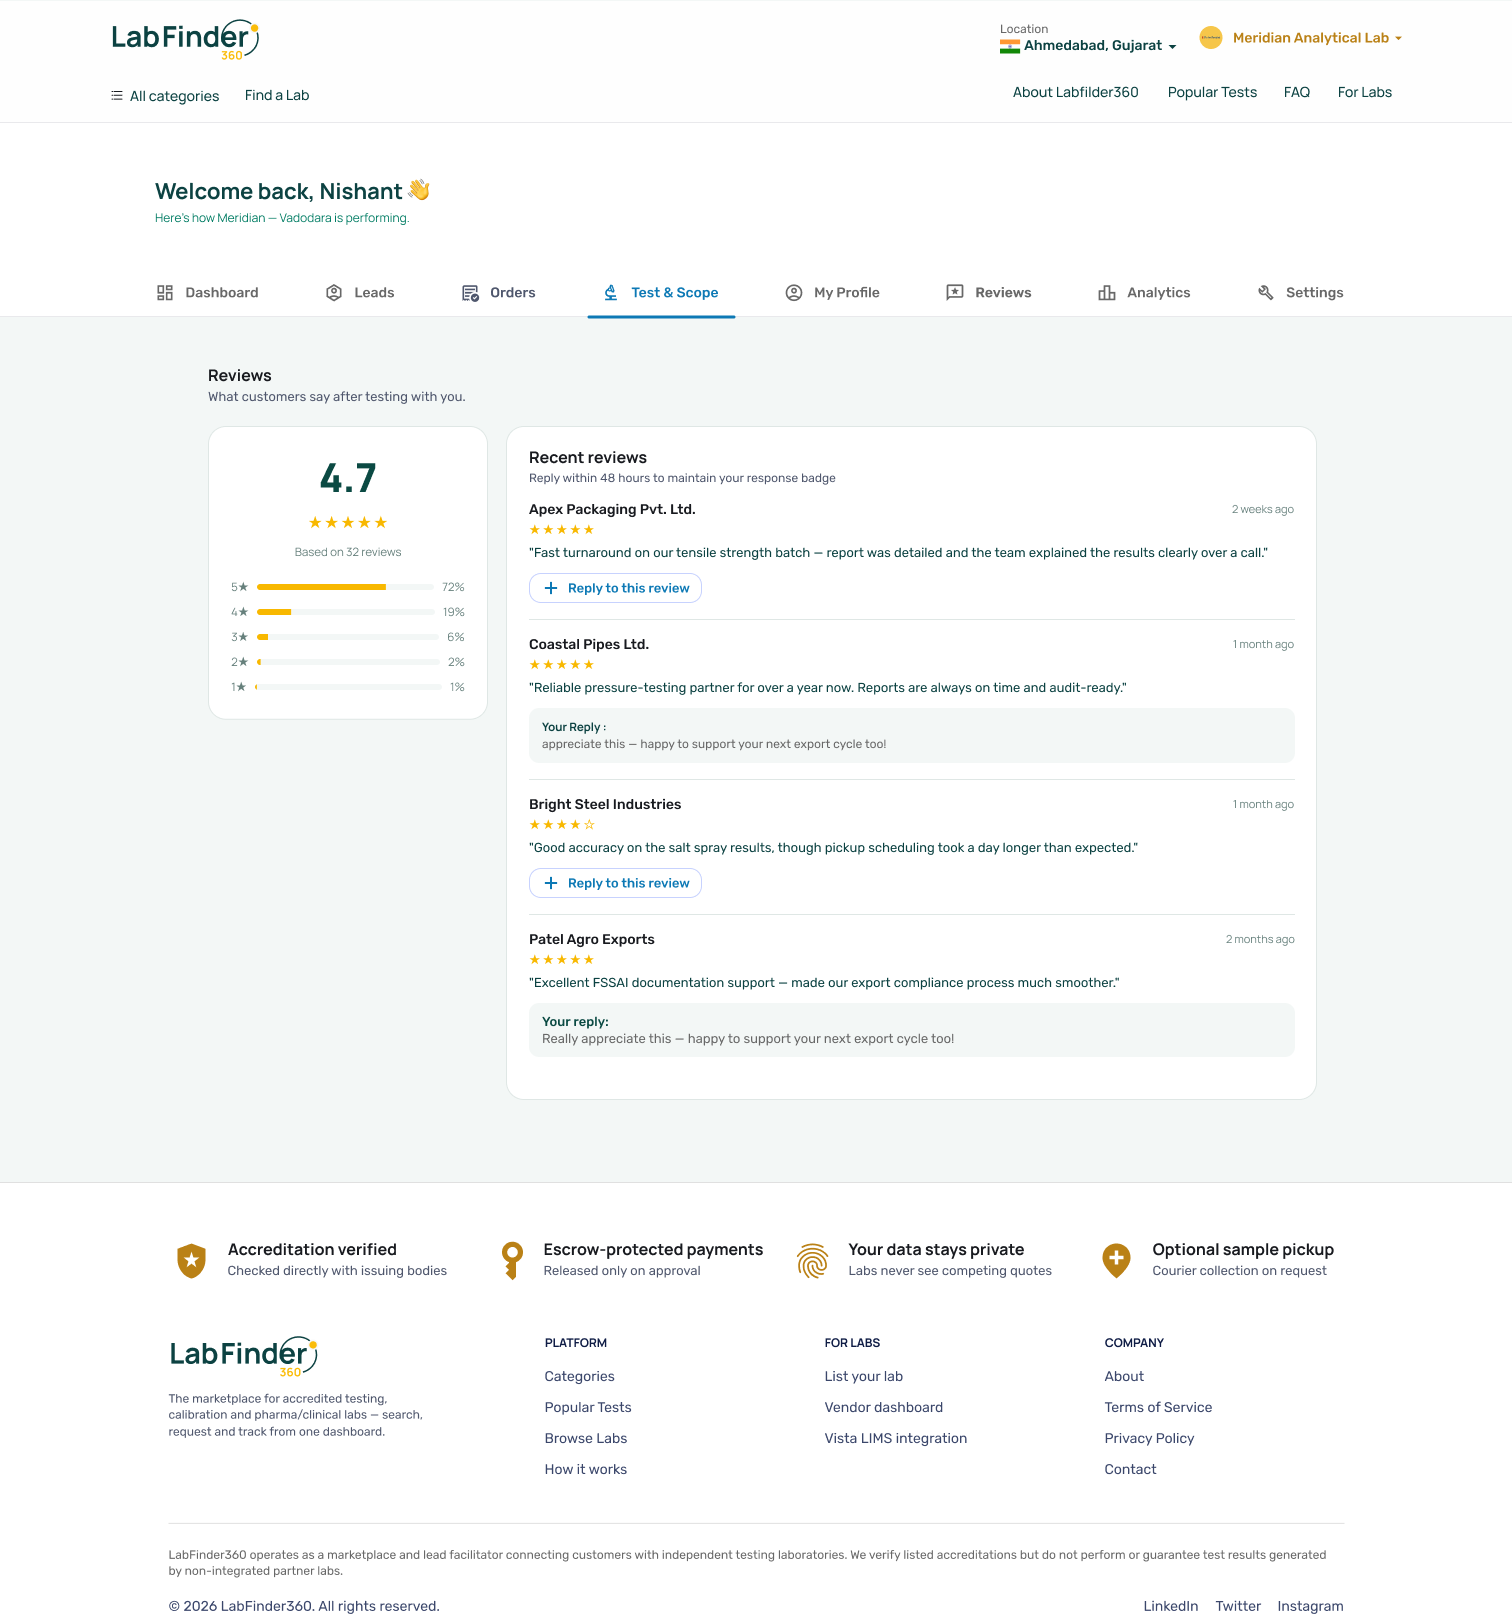 LabFinder
360
Location
Ahmedabad, Gujarat
Meridian Analytical Lab
All categories
Find a Lab
About Labfilder360
Popular Tests
FAQ
For Labs
Welcome back, Nishant 👋
Here's how Meridian — Vadodara is performing.
Dashboard
Leads
Orders
Test & Scope
My Profile
Reviews
Analytics
Settings
Reviews
What customers say after testing with you.
4.7
★★★★★
Based on 32 reviews
5★ 72%
4★ 19%
3★ 6%
2★ 2%
1★ 1%
Recent reviews
Reply within 48 hours to maintain your response badge
Apex Packaging Pvt. Ltd.
2 weeks ago
★★★★★
"Fast turnaround on our tensile strength batch — report was detailed and the team explained the results clearly over a call."
Reply to this review
Coastal Pipes Ltd.
1 month ago
★★★★★
"Reliable pressure-testing partner for over a year now. Reports are always on time and audit-ready."
Your Reply :
appreciate this — happy to support your next export cycle too!
Bright Steel Industries
1 month ago
★★★★☆
"Good accuracy on the salt spray results, though pickup scheduling took a day longer than expected."
Reply to this review
Patel Agro Exports
2 months ago
★★★★★
"Excellent FSSAI documentation support — made our export compliance process much smoother."
Your reply:
Really appreciate this — happy to support your next export cycle too!
Accreditation verified
Checked directly with issuing bodies
Escrow-protected payments
Released only on approval
Your data stays private
Labs never see competing quotes
Optional sample pickup
Courier collection on request
LabFinder
360
The marketplace for accredited testing,
calibration and pharma/clinical labs — search,
request and track from one dashboard.
PLATFORM
Categories
Popular Tests
Browse Labs
How it works
FOR LABS
List your lab
Vendor dashboard
Vista LIMS integration
COMPANY
About
Terms of Service
Privacy Policy
Contact
LabFinder360 operates as a marketplace and lead facilitator connecting customers with independent testing laboratories. We verify listed accreditations but do not perform or guarantee test results generated
by non-integrated partner labs.
© 2026 LabFinder360. All rights reserved.
LinkedIn
Twitter
Instagram